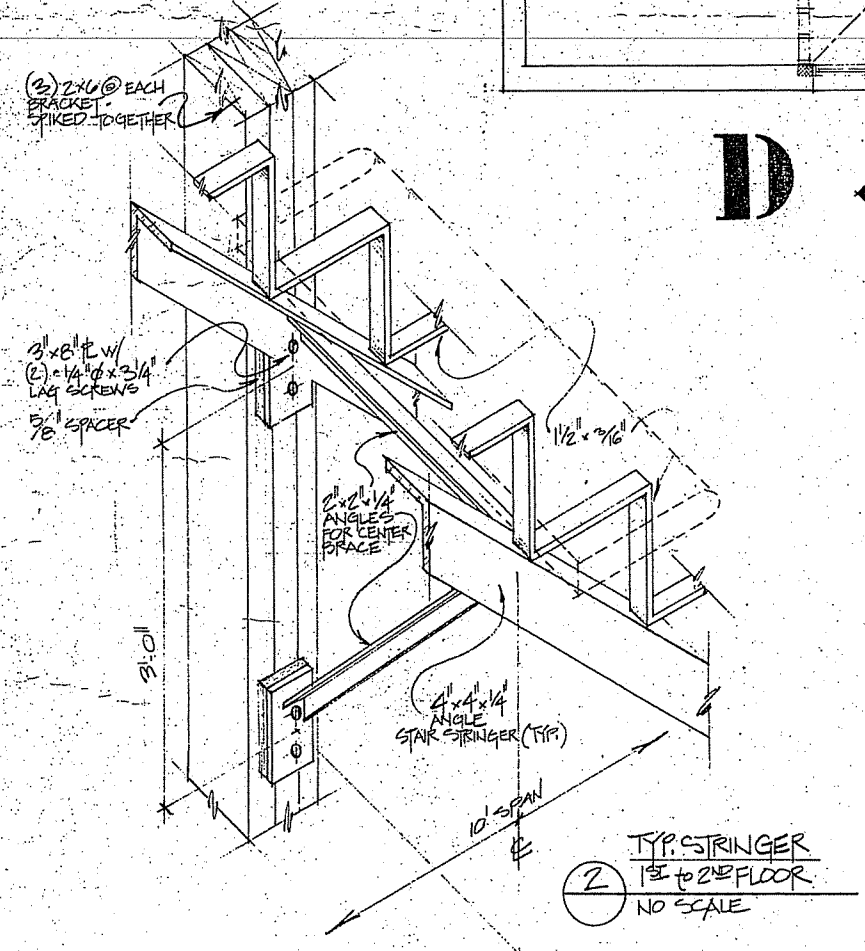 (3) 2x6 @ EACH
BRACKET.
SPIKED TOGETHER
D
3"x8" ℞ W/
(2) - 1/4" φ x 3 1/4"
LAG SCREWS
5/8" SPACER
1 1/2" x 3/16"
2"x2"x1/4"
ANGLES
FOR CENTER
BRACE
3'-0"
4"x4"x1/4"
ANGLE
STAIR STRINGER (TYP.)
10' SPAN
℄
2
TYP. STRINGER
1ST to 2ND FLOOR
NO SCALE